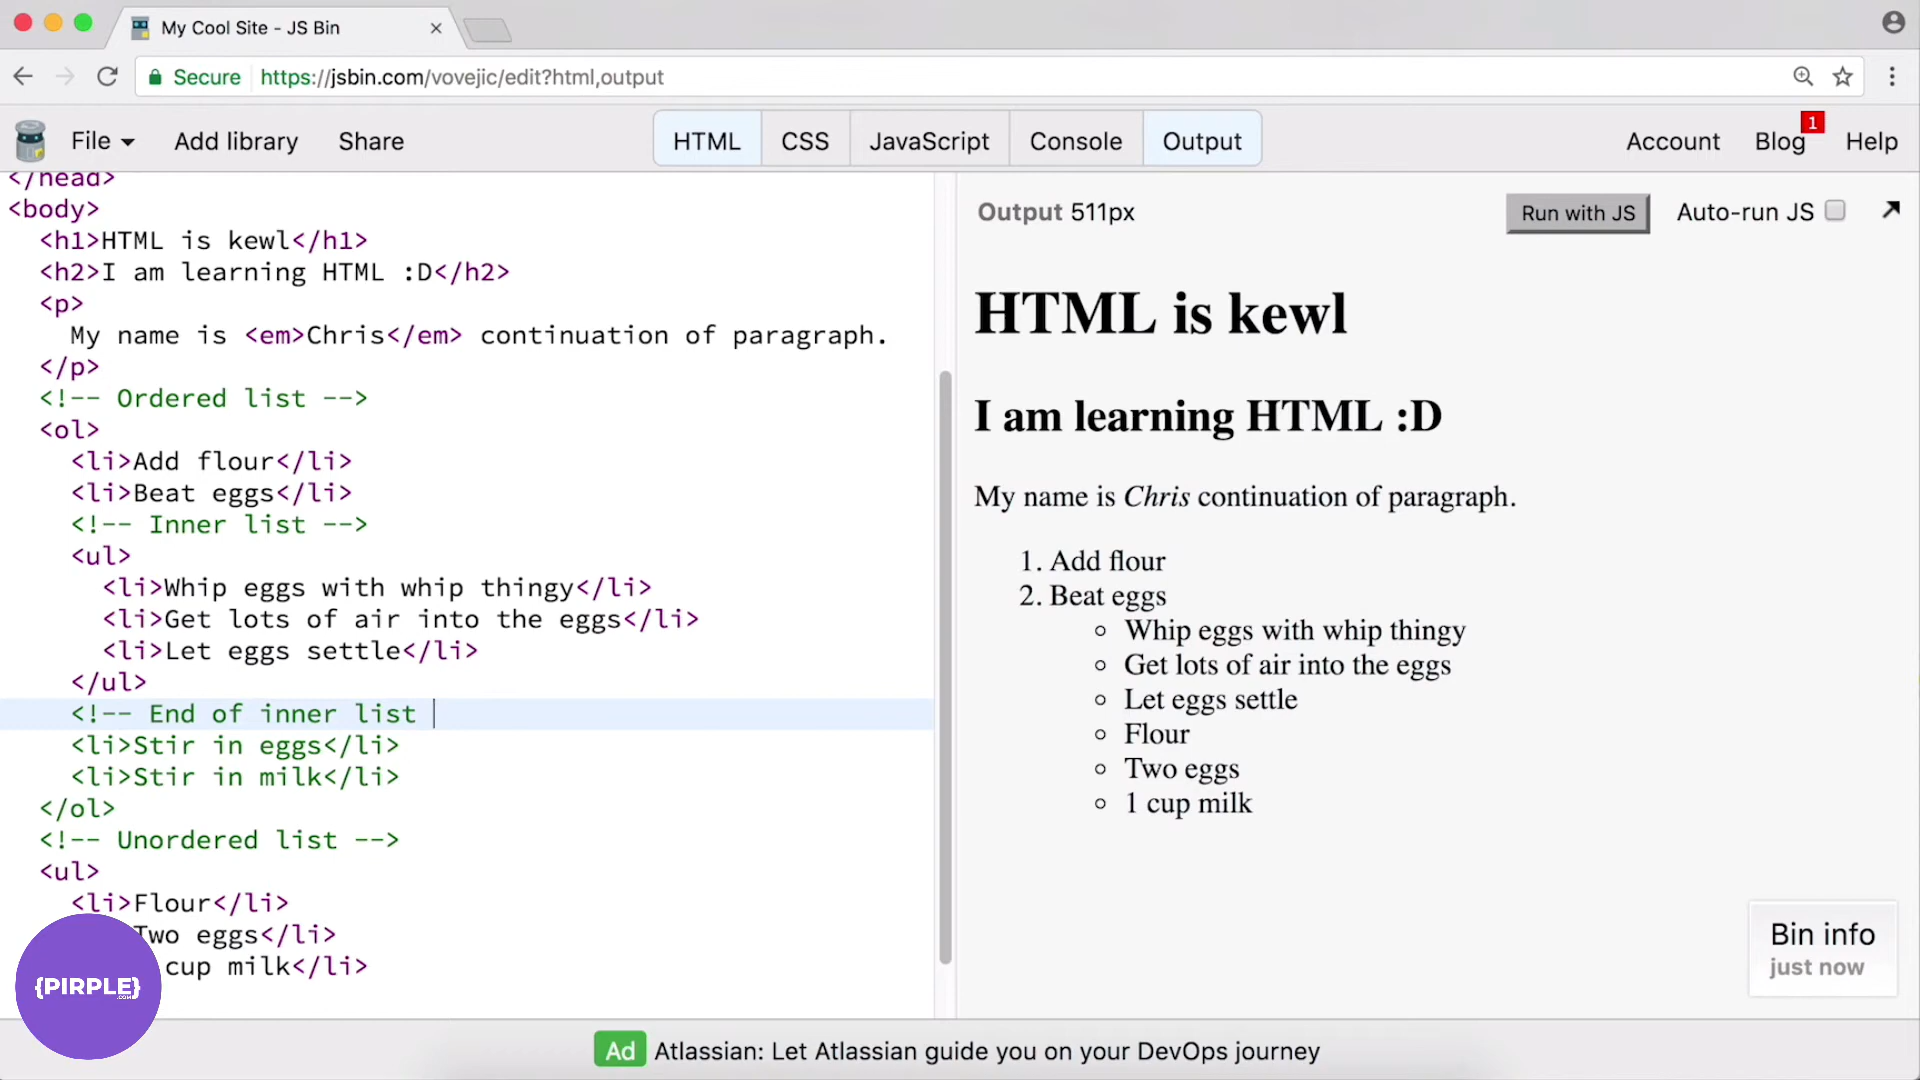 My Cool Site - JS Bin
Secure https://jsbin.com/vovejic/edit?html,output
File Add library Share HTML CSS JavaScript Console Output Account Blog 1 Help
</head>
<body>
<h1>HTML is kewl</h1>
<h2>I am learning HTML :D</h2>
<p>
My name is <em>Chris</em> continuation of paragraph.
</p>
<!-- Ordered list -->
<ol>
<li>Add flour</li>
<li>Beat eggs</li>
<!-- Inner list -->
<ul>
<li>Whip eggs with whip thingy</li>
<li>Get lots of air into the eggs</li>
<li>Let eggs settle</li>
</ul>
<!-- End of inner list
<li>Stir in eggs</li>
<li>Stir in milk</li>
</ol>
<!-- Unordered list -->
<ul>
<li>Flour</li>
Two eggs</li>
cup milk</li>
{PIRPLE}
.COM
Output 511px
Run with JS Auto-run JS
HTML is kewl
I am learning HTML :D
My name is Chris continuation of paragraph.
1. Add flour
2. Beat eggs
Whip eggs with whip thingy
Get lots of air into the eggs
Let eggs settle
Flour
Two eggs
1 cup milk
Bin info
just now
Ad Atlassian: Let Atlassian guide you on your DevOps journey